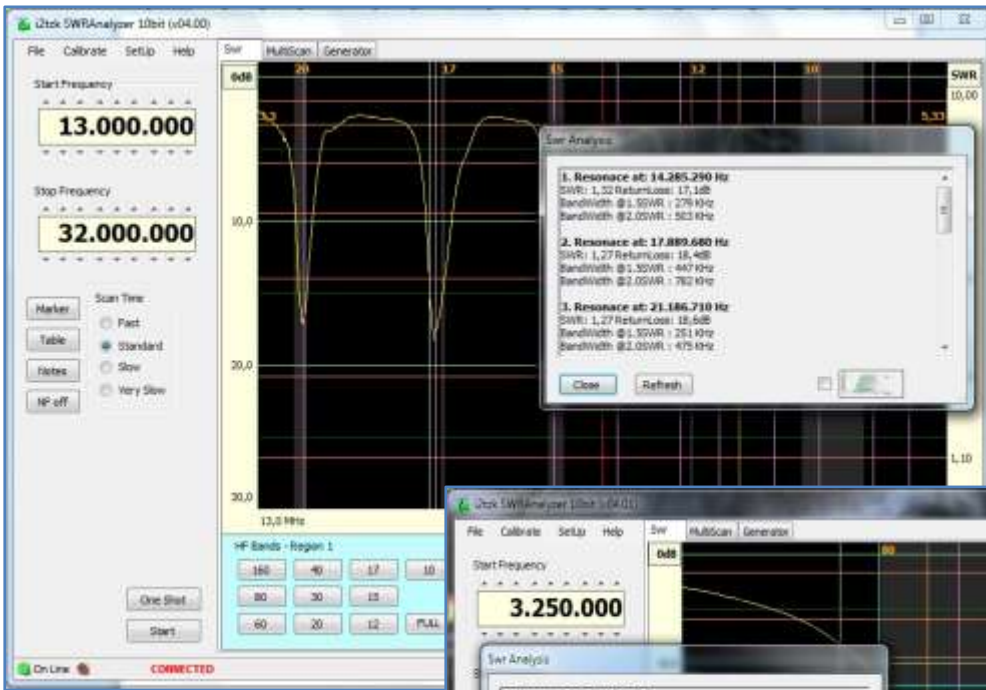 i2tok SWRAnalyzer 10bit (v04.00)
File Calibrate SetUp Help
Swr MultiScan Generator
Start Frequency
13.000.000
Stop Frequency
32.000.000
Marker
Table
Notes
NF off
Scan Time
Fast
Standard
Slow
Very Slow
One Shot
Start
On Line CONNECTED
0dB 20 17 15 12 10 SWR
10,00
5,33
10,0
20,0
1,10
30,0
13,0 MHz
Swr Analysis
1. Resonace at: 14.285.290 Hz
SWR: 1,32 ReturnLoss: 17,1dB
BandWidth @1.5SWR : 279 KHz
BandWidth @2.0SWR : 503 KHz
2. Resonace at: 17.889.680 Hz
SWR: 1,27 ReturnLoss: 18,4dB
BandWidth @1.5SWR : 447 KHz
BandWidth @2.0SWR : 782 KHz
3. Resonace at: 21.186.710 Hz
SWR: 1,27 ReturnLoss: 18,6dB
BandWidth @1.5SWR : 251 KHz
BandWidth @2.0SWR : 475 KHz
Close Refresh
HF Bands - Region 1
160 40 17 10
80 30 15
60 20 12 FULL
i2tok SWRAnalyzer 10bit (v04.01)
File Calibrate SetUp Help
Swr MultiScan Generator
Start Frequency
3.250.000
0dB 80
Swr Analysis